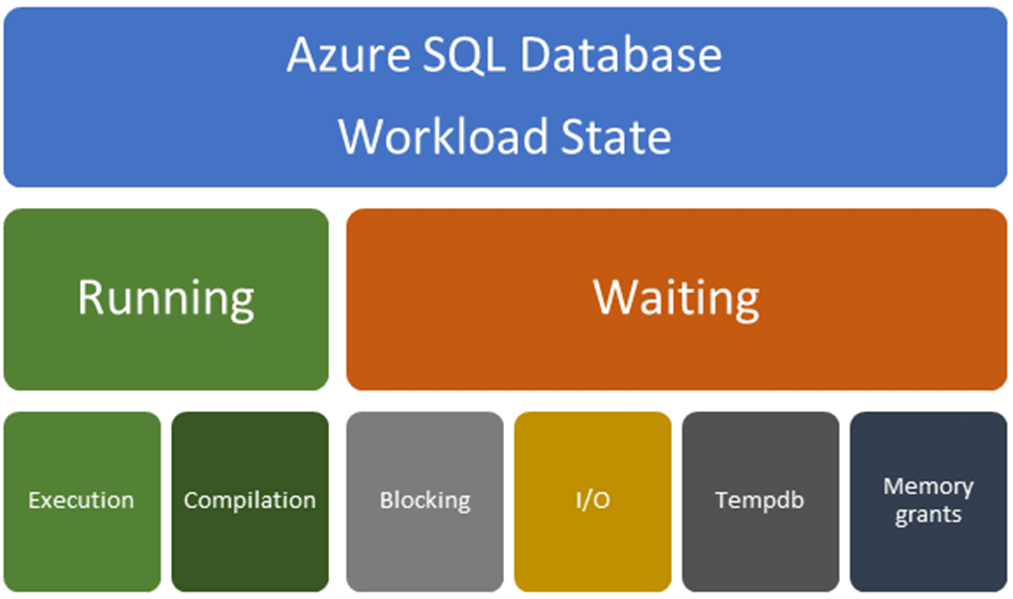 Azure SQL Database
Workload State
Running
Waiting
Execution
Compilation
Blocking
I/O
Tempdb
Memory
grants